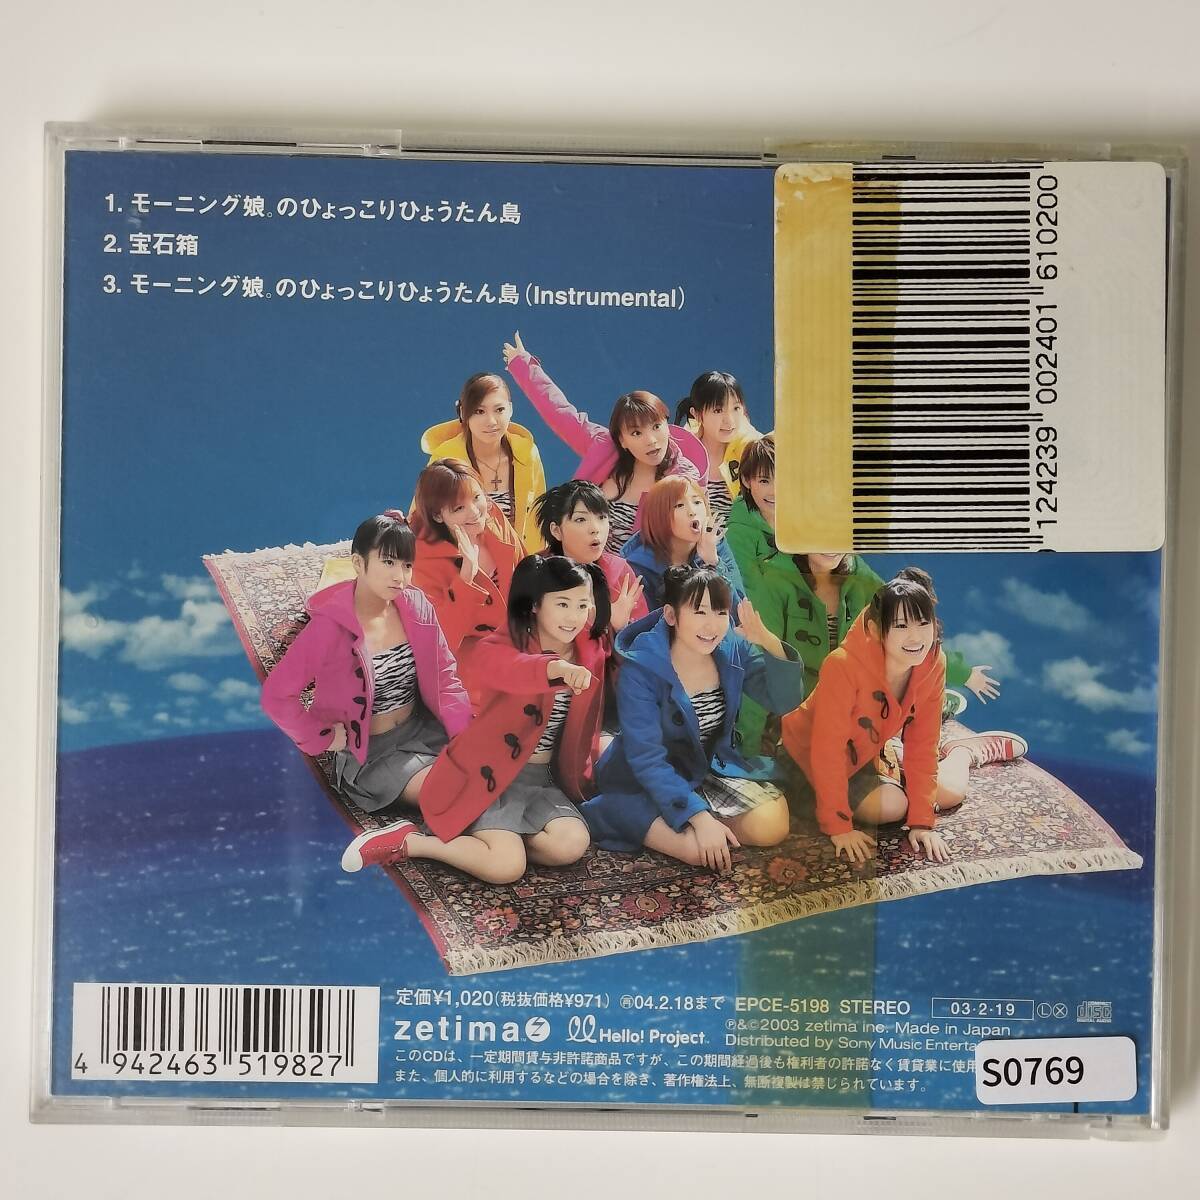 1. モーニング娘。のひょっこりひょうたん島
2. 宝石箱
3. モーニング娘。のひょっこりひょうたん島(Instrumental)
124239 002401 610200
4 942463 519827
定価¥1,020(税抜価格¥971) 再04.2.18まで EPCE-5198 STEREO 03・2・19 Ⓛ COMPACT disc DIGITAL AUDIO
zetima Hello! Project
℗&©2003 zetima inc. Made in Japan
Distributed by Sony Music
このCDは、一定期間貸与非許諾商品ですが、この期間経過後も権利者の許諾なく賃貸業に使用
また、個人的に利用するなどの場合を除き、著作権法上、無断複製は禁じられています。
S0769